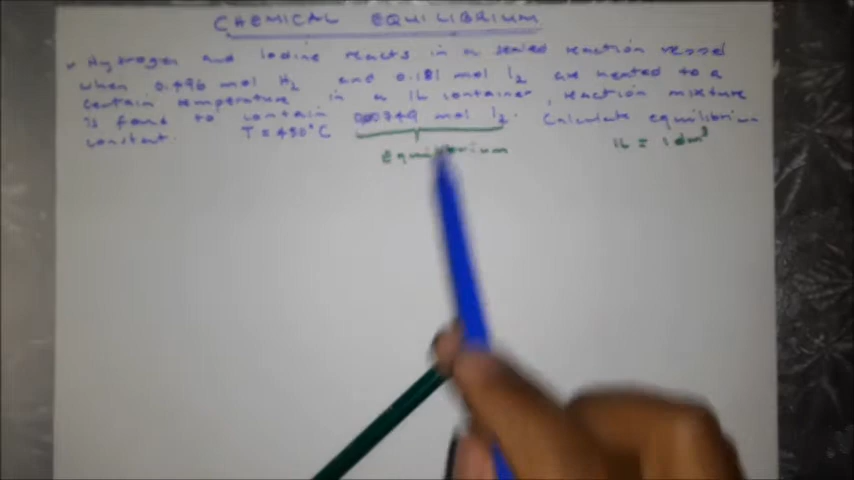 CHEMICAL EQUILIBRIUM
* Hydrogen and Iodine reacts in a sealed reaction vessel
when 0.496 mol H2 and 0.181 mol I2 are heated to a
certain temperature in a 1L container, reaction mixture
is found to contain 0.00749 mol I2. Calculate equilibrium
constant. T = 450°C
equilibrium 1L = 1 dm3